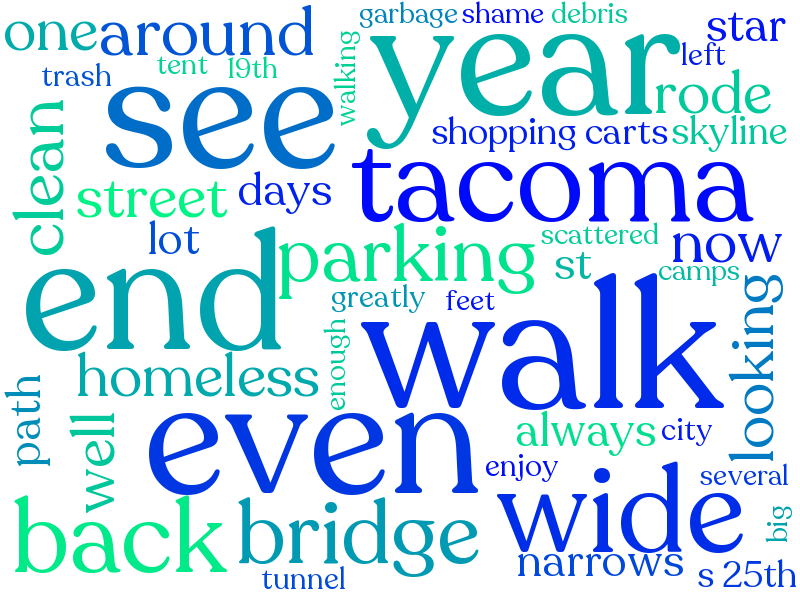 garbage shame debris
one around year star
trash tent 19th walking left
see rode
clean shopping carts skyline
street days tacoma
lot parking scattered now
end st camps
greatly feet walk looking
homeless enough
path well even always city
enjoy several
back bridge wide big
narrows
tunnel s 25th